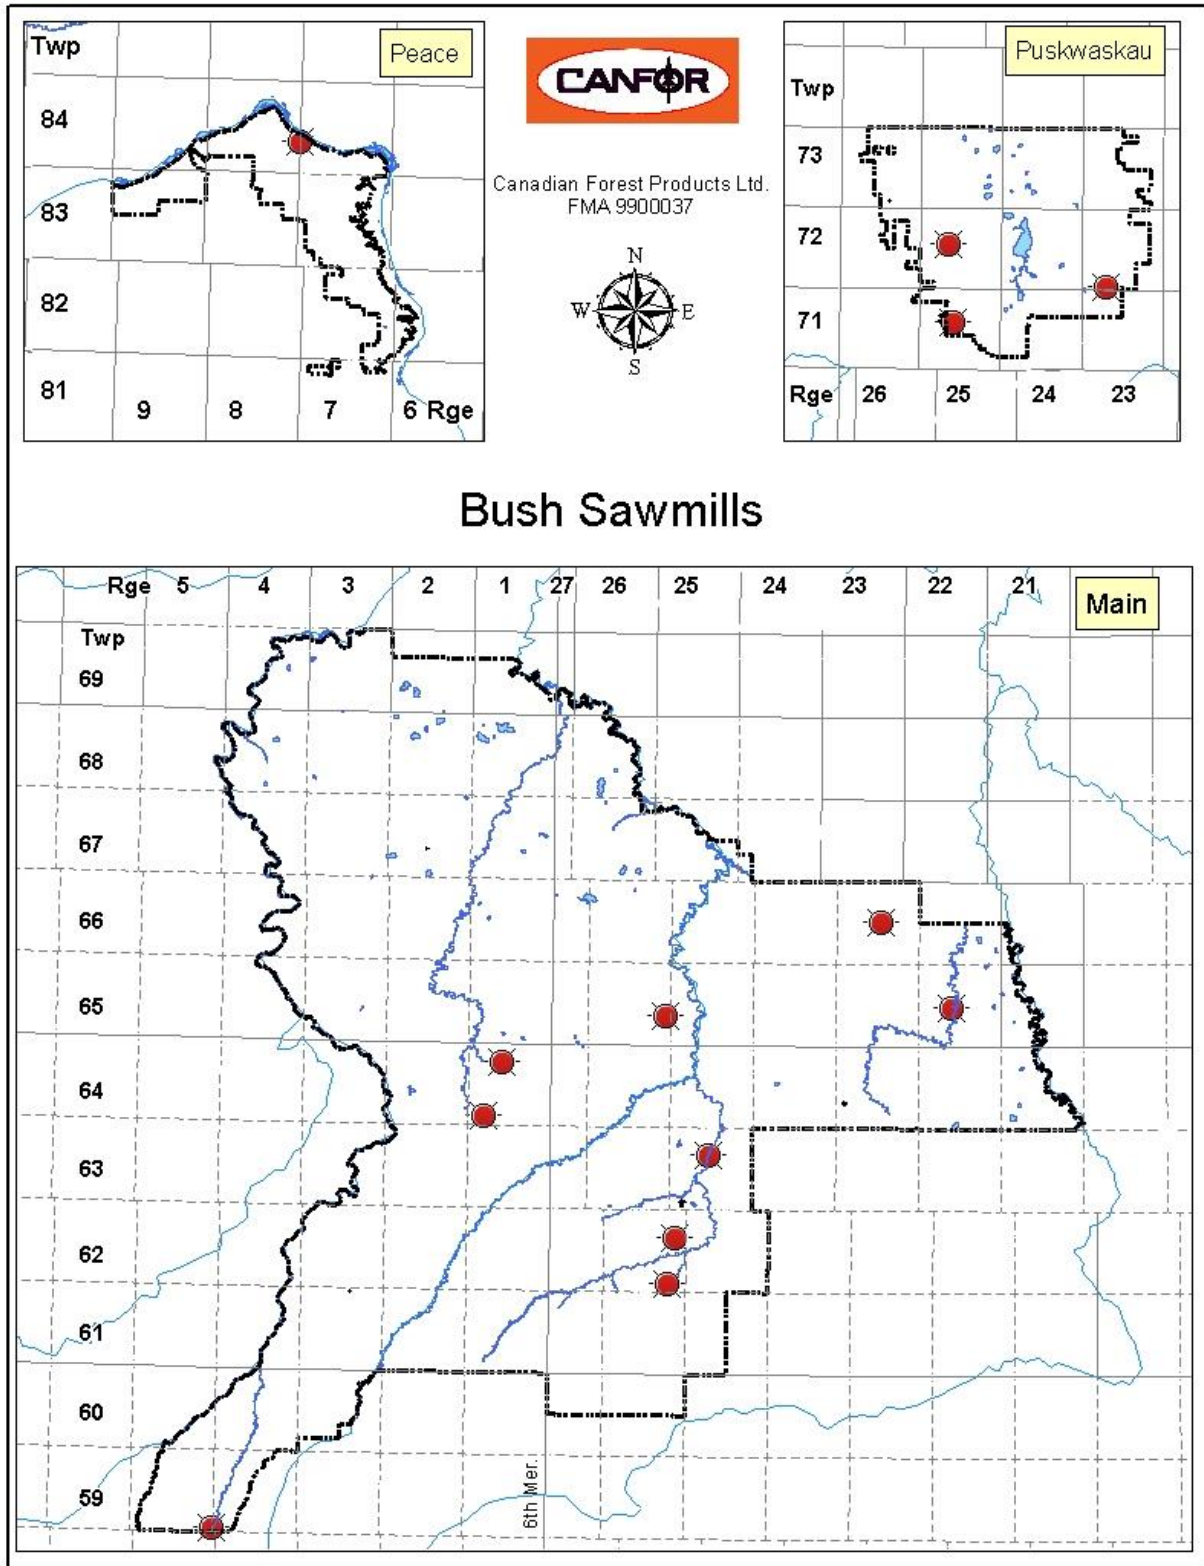 Twp
Peace
84
83
82
81
9 8 7 6 Rge
CANFOR
Canadian Forest Products Ltd.
FMA 9900037
N
W E
S
Puskwaskau
Twp
73
72
71
Rge 26 25 24 23
Bush Sawmills
Rge 5 4 3 2 1 27 26 25 24 23 22 21
Main
Twp
69
68
67
66
65
64
63
62
61
60
59
6th Mer.